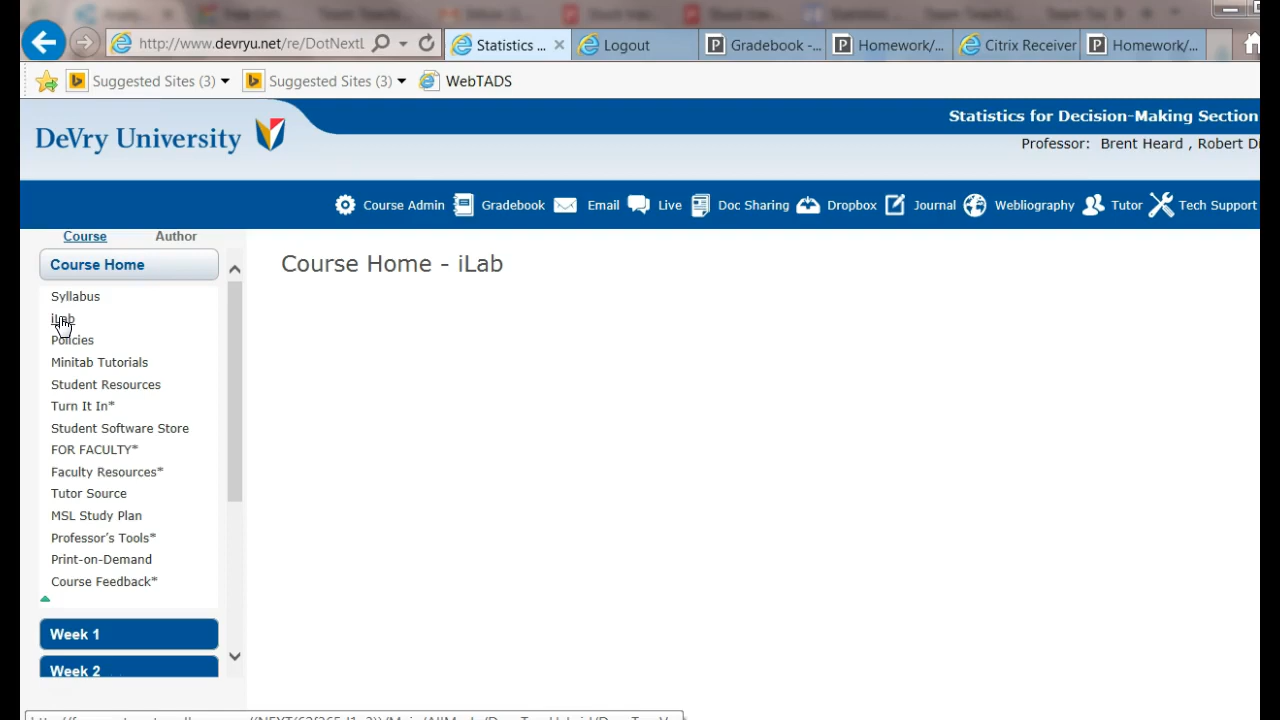 http://www.devryu.net/re/DotNextL
Statistics ...
Logout
Gradebook -...
Homework/...
Citrix Receiver
Homework/...
Suggested Sites (3)
Suggested Sites (3)
WebTADS
DeVry University
Statistics for Decision-Making Section
Professor: Brent Heard , Robert D
Course Admin
Gradebook
Email
Live
Doc Sharing
Dropbox
Journal
Webliography
Tutor
Tech Support
Course
Author
Course Home
Course Home - iLab
Syllabus
iLab
Policies
Minitab Tutorials
Student Resources
Turn It In*
Student Software Store
FOR FACULTY*
Faculty Resources*
Tutor Source
MSL Study Plan
Professor's Tools*
Print-on-Demand
Course Feedback*
Week 1
Week 2